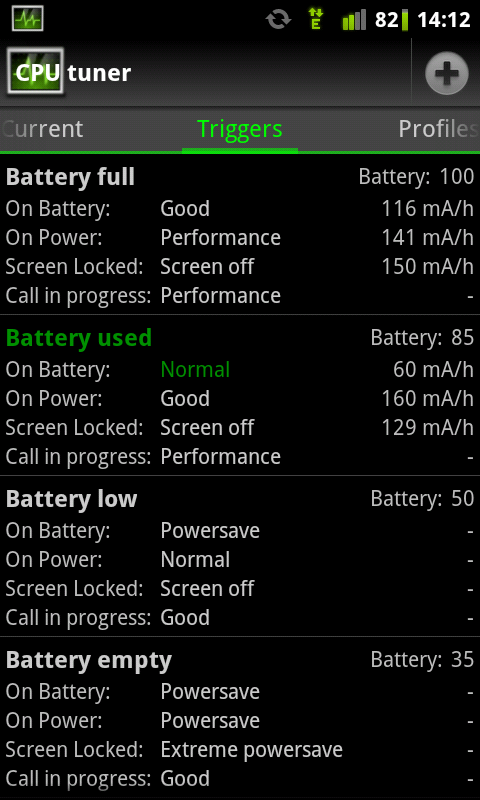 E 82 14:12
CPU tuner
Current Triggers Profiles
Battery full Battery: 100
On Battery: Good 116 mA/h
On Power: Performance 141 mA/h
Screen Locked: Screen off 150 mA/h
Call in progress: Performance -
Battery used Battery: 85
On Battery: Normal 60 mA/h
On Power: Good 160 mA/h
Screen Locked: Screen off 129 mA/h
Call in progress: Performance -
Battery low Battery: 50
On Battery: Powersave -
On Power: Normal -
Screen Locked: Screen off -
Call in progress: Good -
Battery empty Battery: 35
On Battery: Powersave -
On Power: Powersave -
Screen Locked: Extreme powersave -
Call in progress: Good -